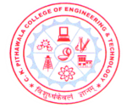 C. K. PITHAWALA COLLEGE OF ENGINEERING & TECHNOLOGY